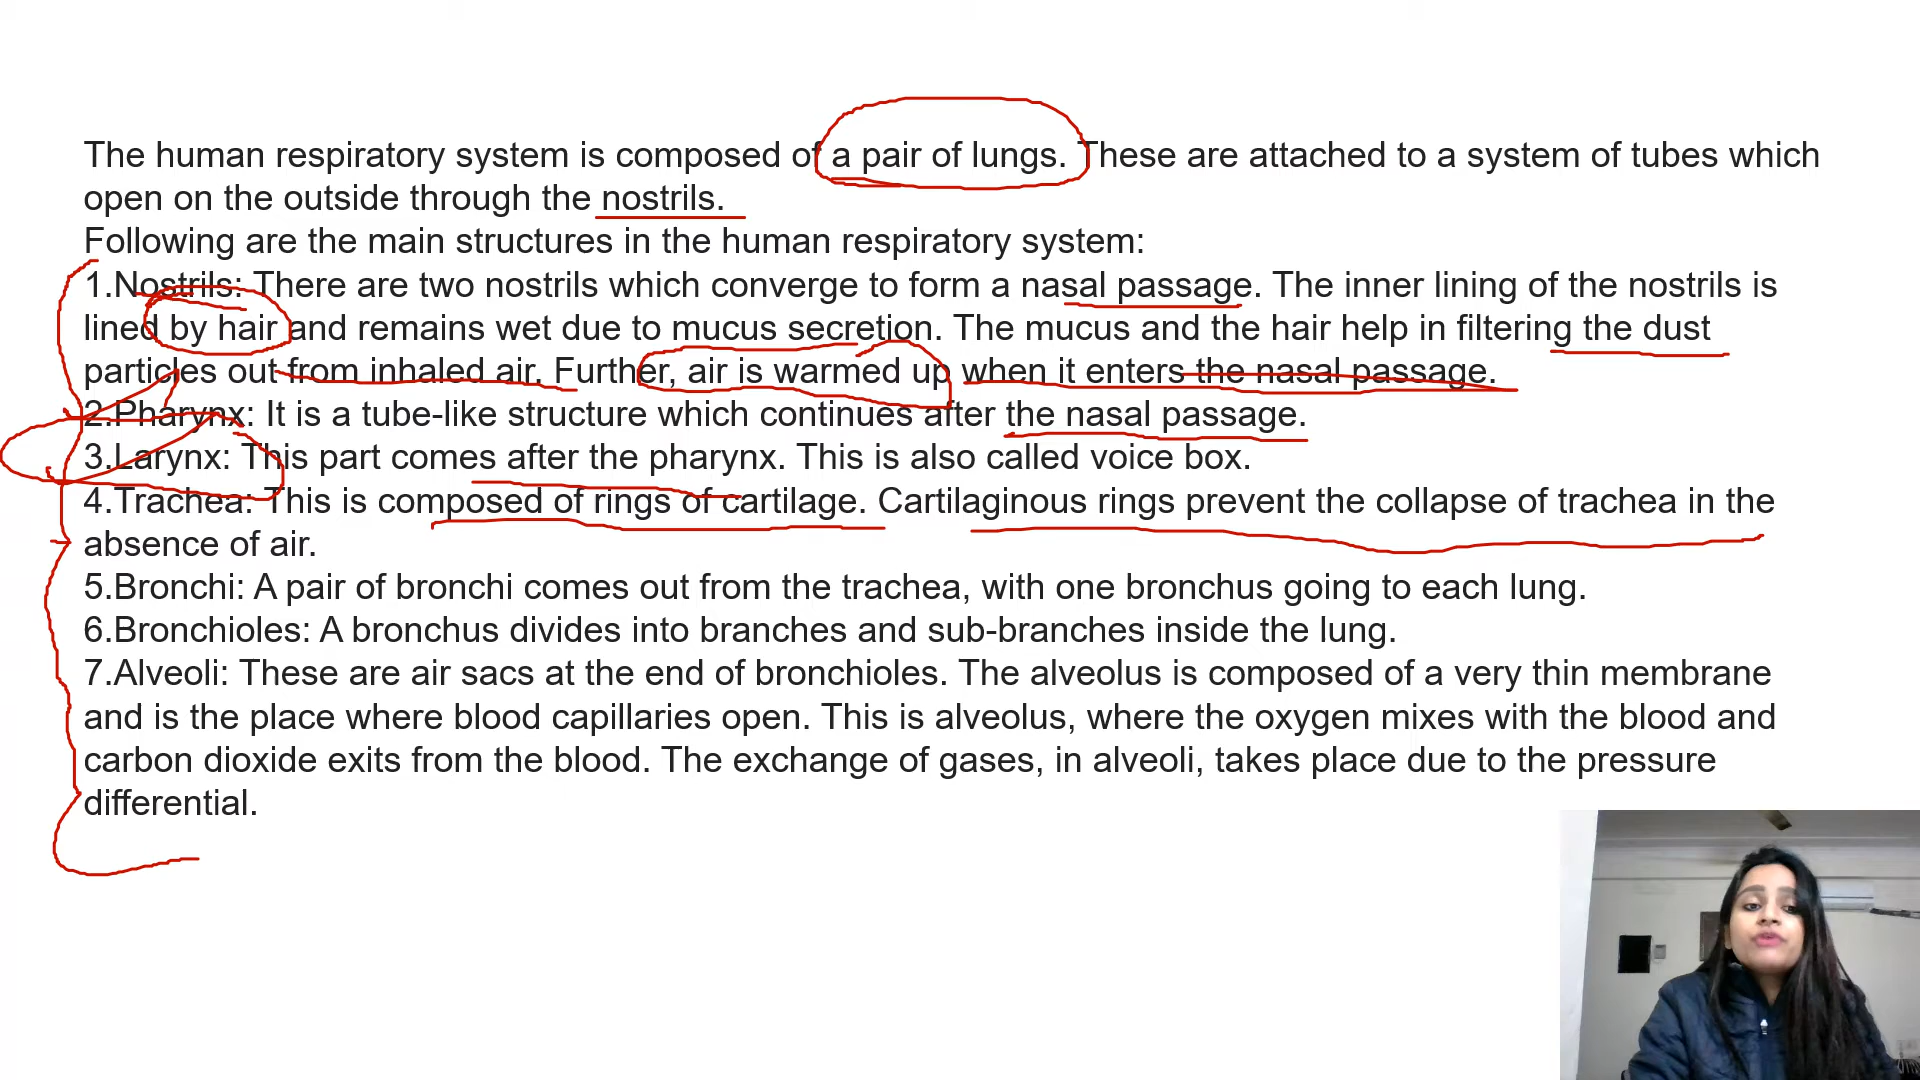 The human respiratory system is composed of a pair of lungs. These are attached to a system of tubes which
open on the outside through the nostrils.
Following are the main structures in the human respiratory system:
1.Nostrils: There are two nostrils which converge to form a nasal passage. The inner lining of the nostrils is
lined by hair and remains wet due to mucus secretion. The mucus and the hair help in filtering the dust
particles out from inhaled air. Further, air is warmed up when it enters the nasal passage.
2.Pharynx: It is a tube-like structure which continues after the nasal passage.
3.Larynx: This part comes after the pharynx. This is also called voice box.
4.Trachea: This is composed of rings of cartilage. Cartilaginous rings prevent the collapse of trachea in the
absence of air.
5.Bronchi: A pair of bronchi comes out from the trachea, with one bronchus going to each lung.
6.Bronchioles: A bronchus divides into branches and sub-branches inside the lung.
7.Alveoli: These are air sacs at the end of bronchioles. The alveolus is composed of a very thin membrane
and is the place where blood capillaries open. This is alveolus, where the oxygen mixes with the blood and
carbon dioxide exits from the blood. The exchange of gases, in alveoli, takes place due to the pressure
differential.